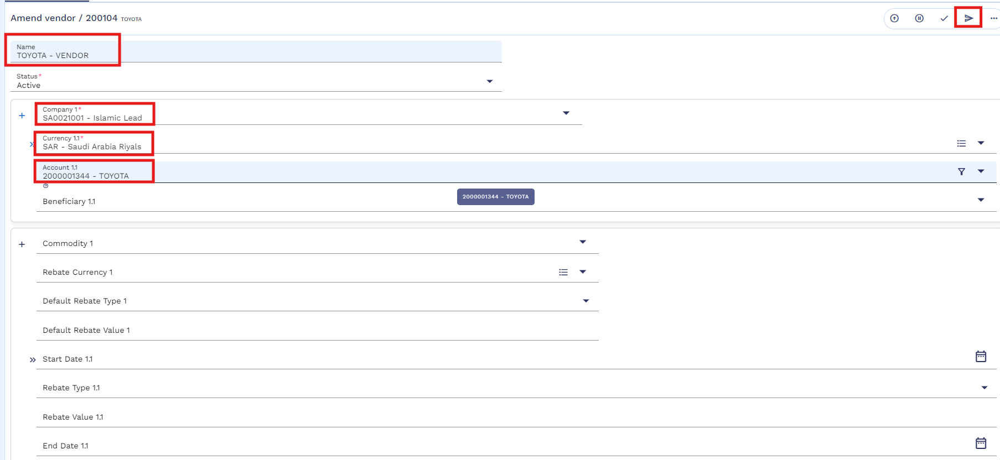 Amend vendor / 200104 TOYOTA
Name
TOYOTA - VENDOR
Status*
Active
Company 1*
SA0021001 - Islamic Lead
Currency 1.1*
SAR - Saudi Arabia Riyals
Account 1.1
2000001344 - TOYOTA
2000001344 - TOYOTA
Beneficiary 1.1
Commodity 1
Rebate Currency 1
Default Rebate Type 1
Default Rebate Value 1
Start Date 1.1
Rebate Type 1.1
Rebate Value 1.1
End Date 1.1